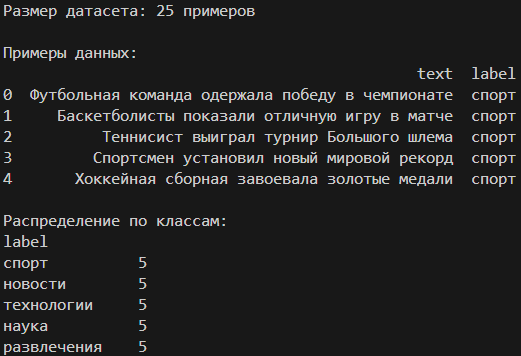 Размер датасета: 25 примеров
Примеры данных:
text label
0 Футбольная команда одержала победу в чемпионате спорт
1 Баскетболисты показали отличную игру в матче спорт
2 Теннисист выиграл турнир Большого шлема спорт
3 Спортсмен установил новый мировой рекорд спорт
4 Хоккейная сборная завоевала золотые медали спорт
Распределение по классам:
label
спорт 5
новости 5
технологии 5
наука 5
развлечения 5